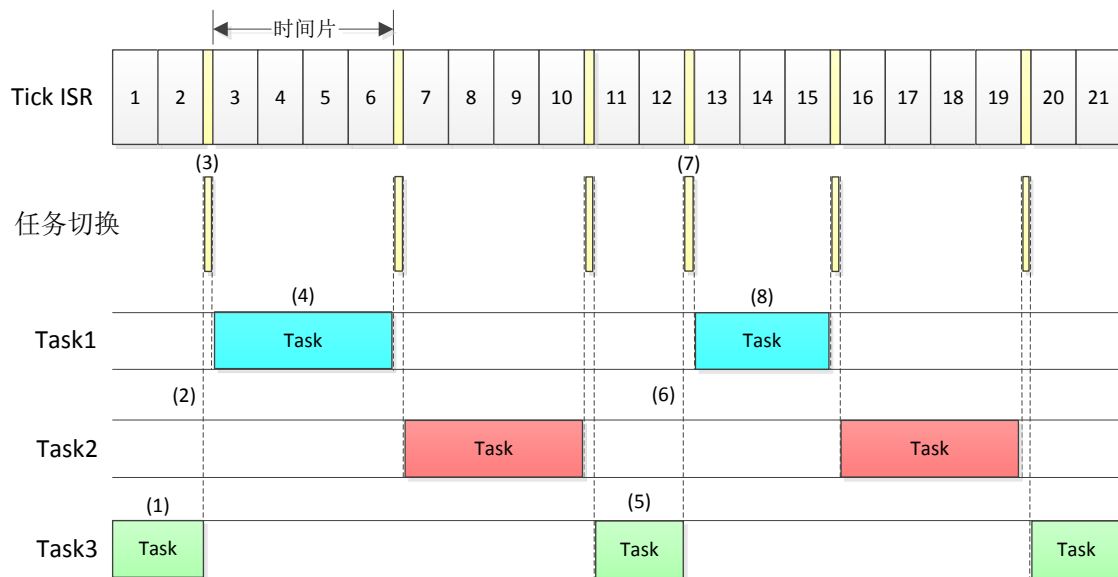 时间片
Tick ISR 1 2 3 4 5 6 7 8 9 10 11 12 13 14 15 16 17 18 19 20 21
(3) (7)
任务切换
(4) (8)
Task1 Task Task
(2) (6)
Task2 Task Task
(1) (5)
Task3 Task Task Task